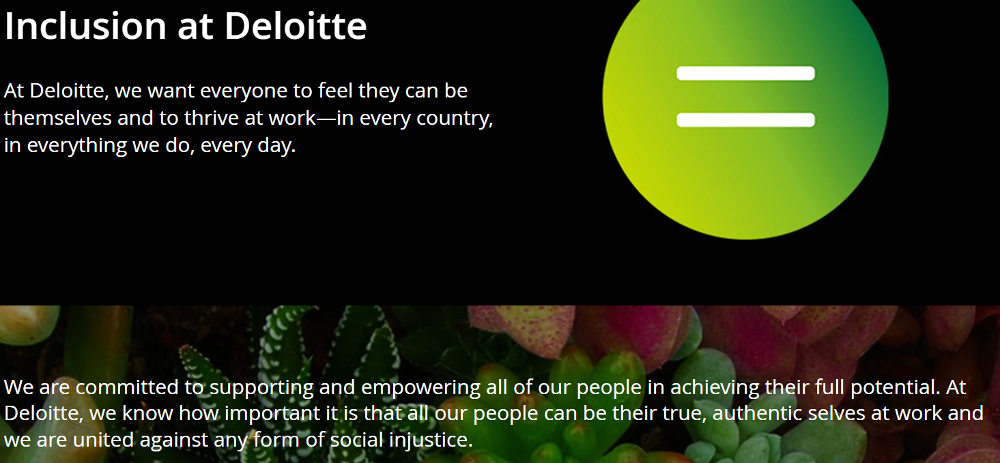 Inclusion at Deloitte
At Deloitte, we want everyone to feel they can be
themselves and to thrive at work—in every country,
in everything we do, every day.
We are committed to supporting and empowering all of our people in achieving their full potential. At
Deloitte, we know how important it is that all our people can be their true, authentic selves at work and
we are united against any form of social injustice.